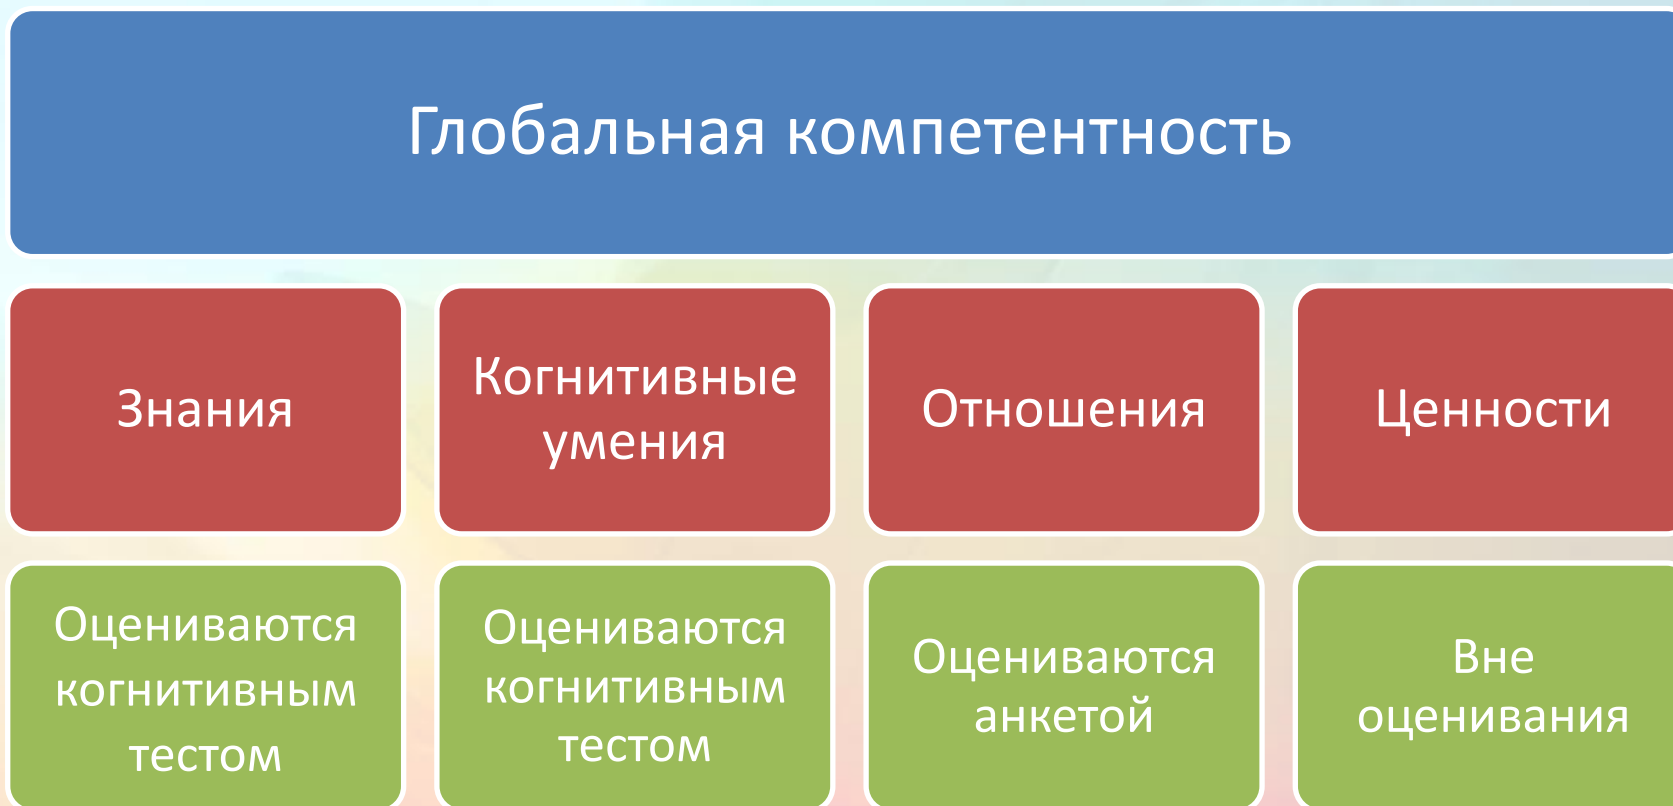 Глобальная компетентность
Знания
Когнитивные
умения
Отношения
Ценности
Оцениваются
когнитивным
тестом
Оцениваются
когнитивным
тестом
Оцениваются
анкетой
Вне
оценивания